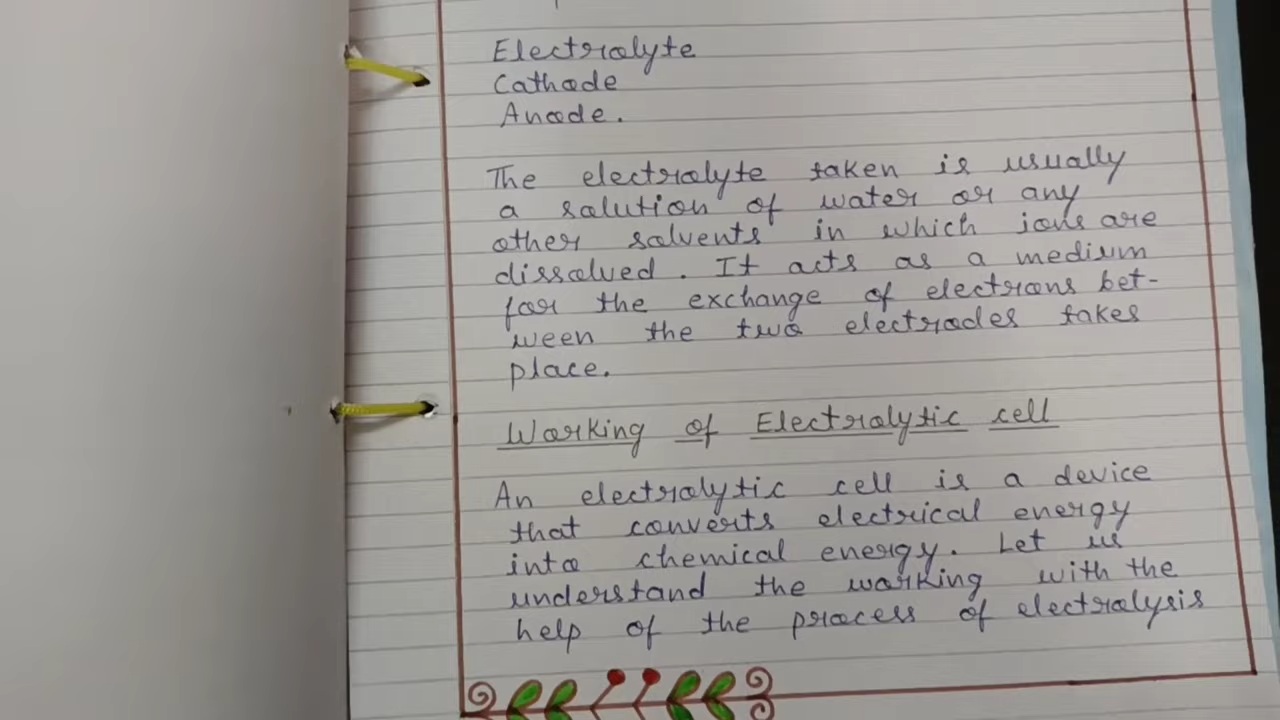 Electrolyte
Cathode
Anode.
The electrolyte taken is usually
a solution of water or any
other solvents in which ions are
dissolved. It acts as a medium
for the exchange of electrons bet-
ween the two electrodes takes
place.
Working of Electrolytic cell
An electrolytic cell is a device
that converts electrical energy
into chemical energy. Let us
understand the working with the
help of the process of electrolysis